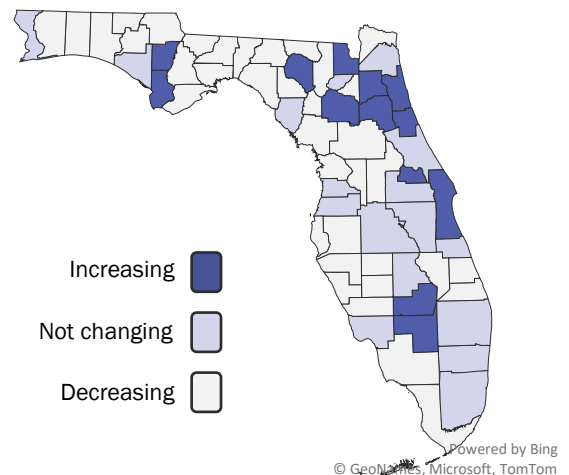 Increasing
Not changing
Decreasing
Powered by Bing
© GeoNames, Microsoft, TomTom